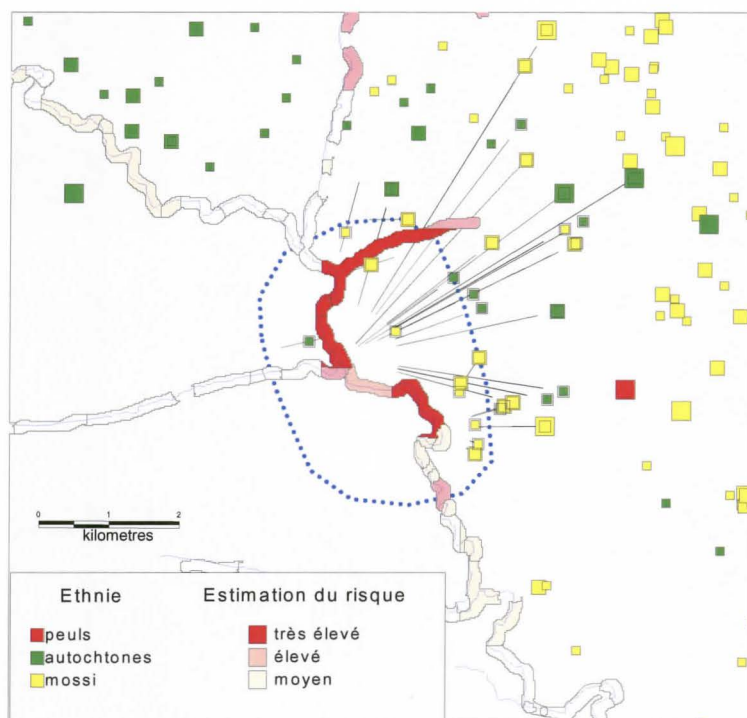 0 1 2
kilometres
Ethnie
peuls
autochtones
mossi
Estimation du risque
très élevé
élevé
moyen